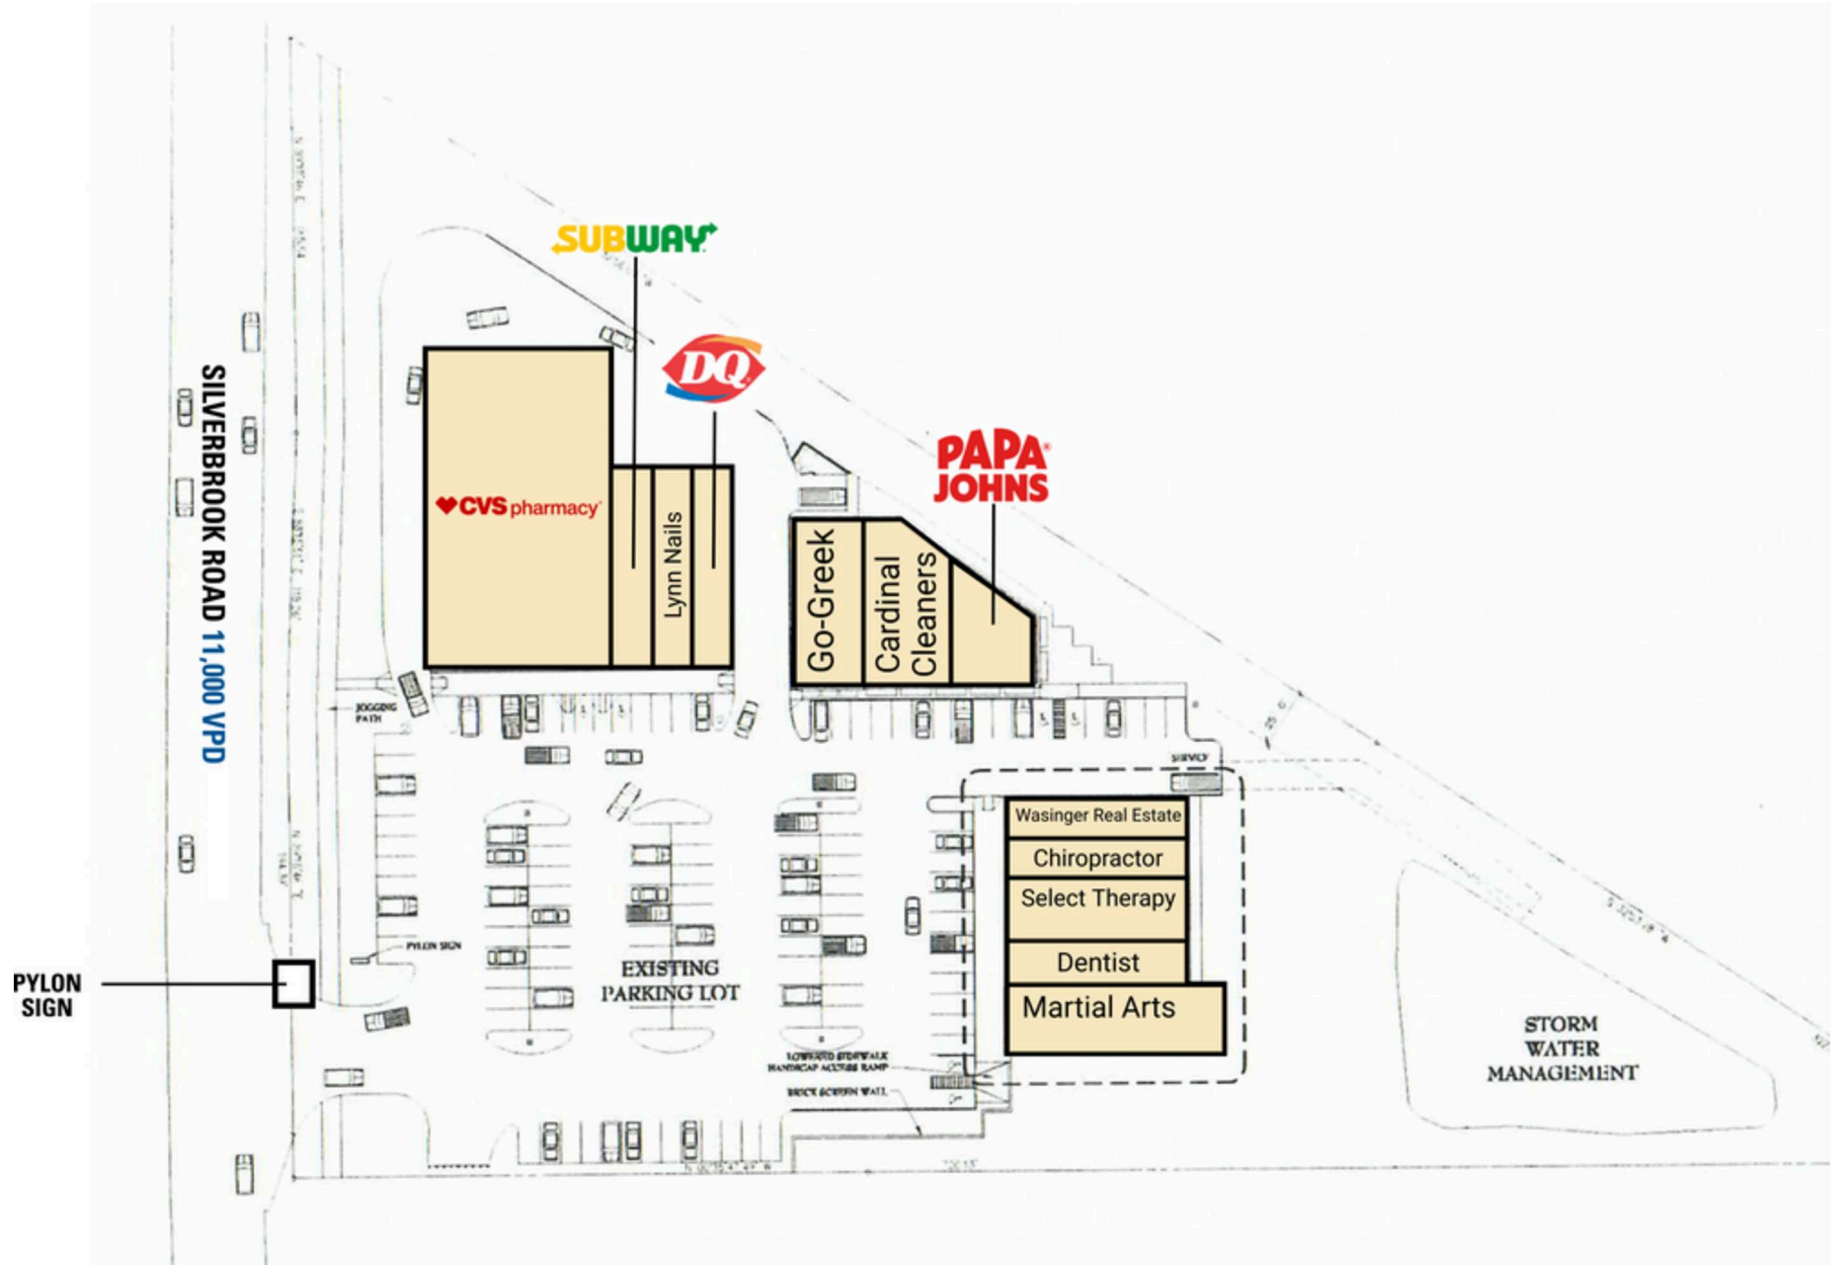 SUBWAY
DQ
PAPA
JOHNS
CVS pharmacy
Lynn Nails
Go-Greek
Cardinal
Cleaners
SILVERBROOK ROAD 11,000 VPD
JOGGING
PATH
SERVICE
Wasinger Real Estate
Chiropractor
Select Therapy
Dentist
Martial Arts
PYLON SIGN
PYLON
SIGN
EXISTING
PARKING LOT
LOWERED SIDEWALK
HANDICAP ACCESS RAMP
BRICK SCREEN WALL
STORM
WATER
MANAGEMENT